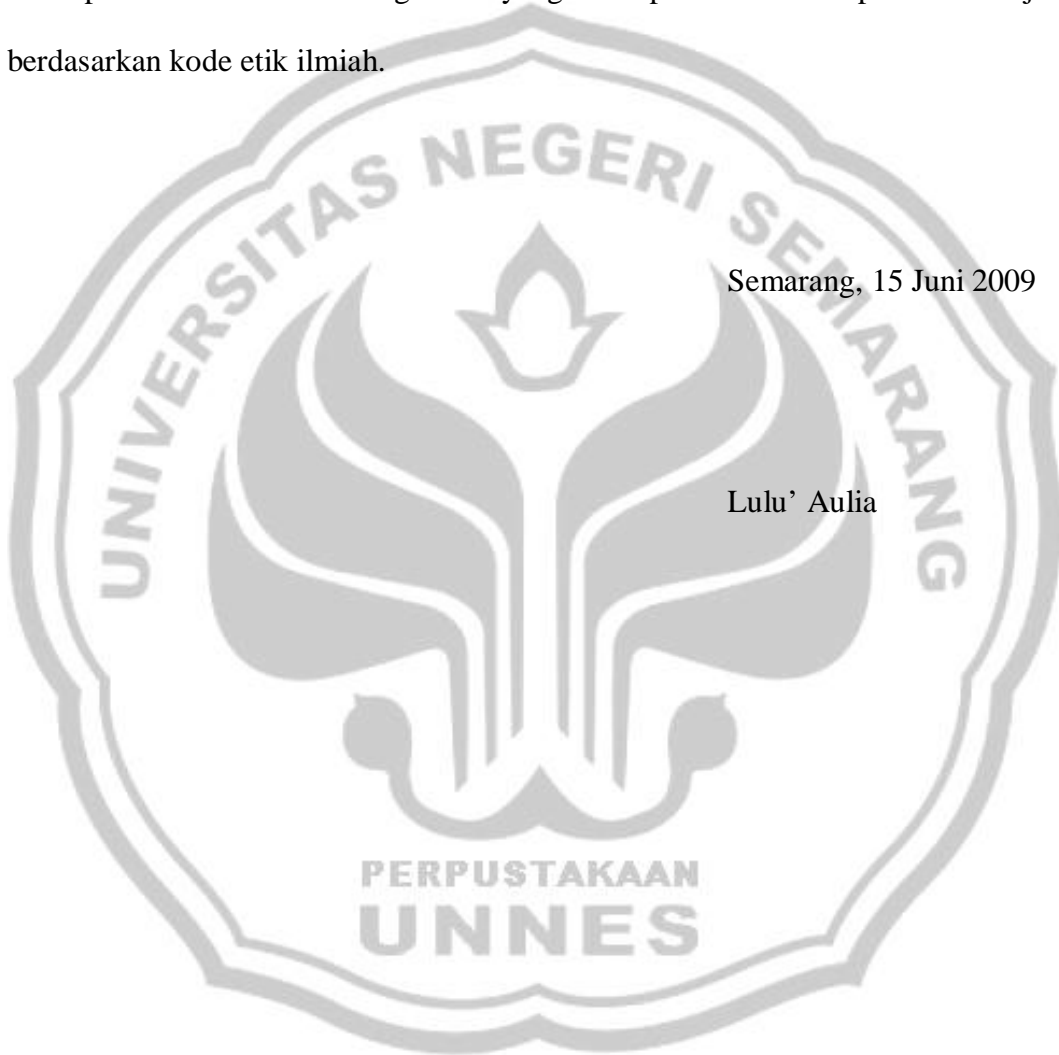 berdasarkan kode etik ilmiah.
UNIVERSITAS NEGERI SEMARANG
Semarang, 15 Juni 2009
Lulu’ Aulia
PERPUSTAKAAN
UNNES